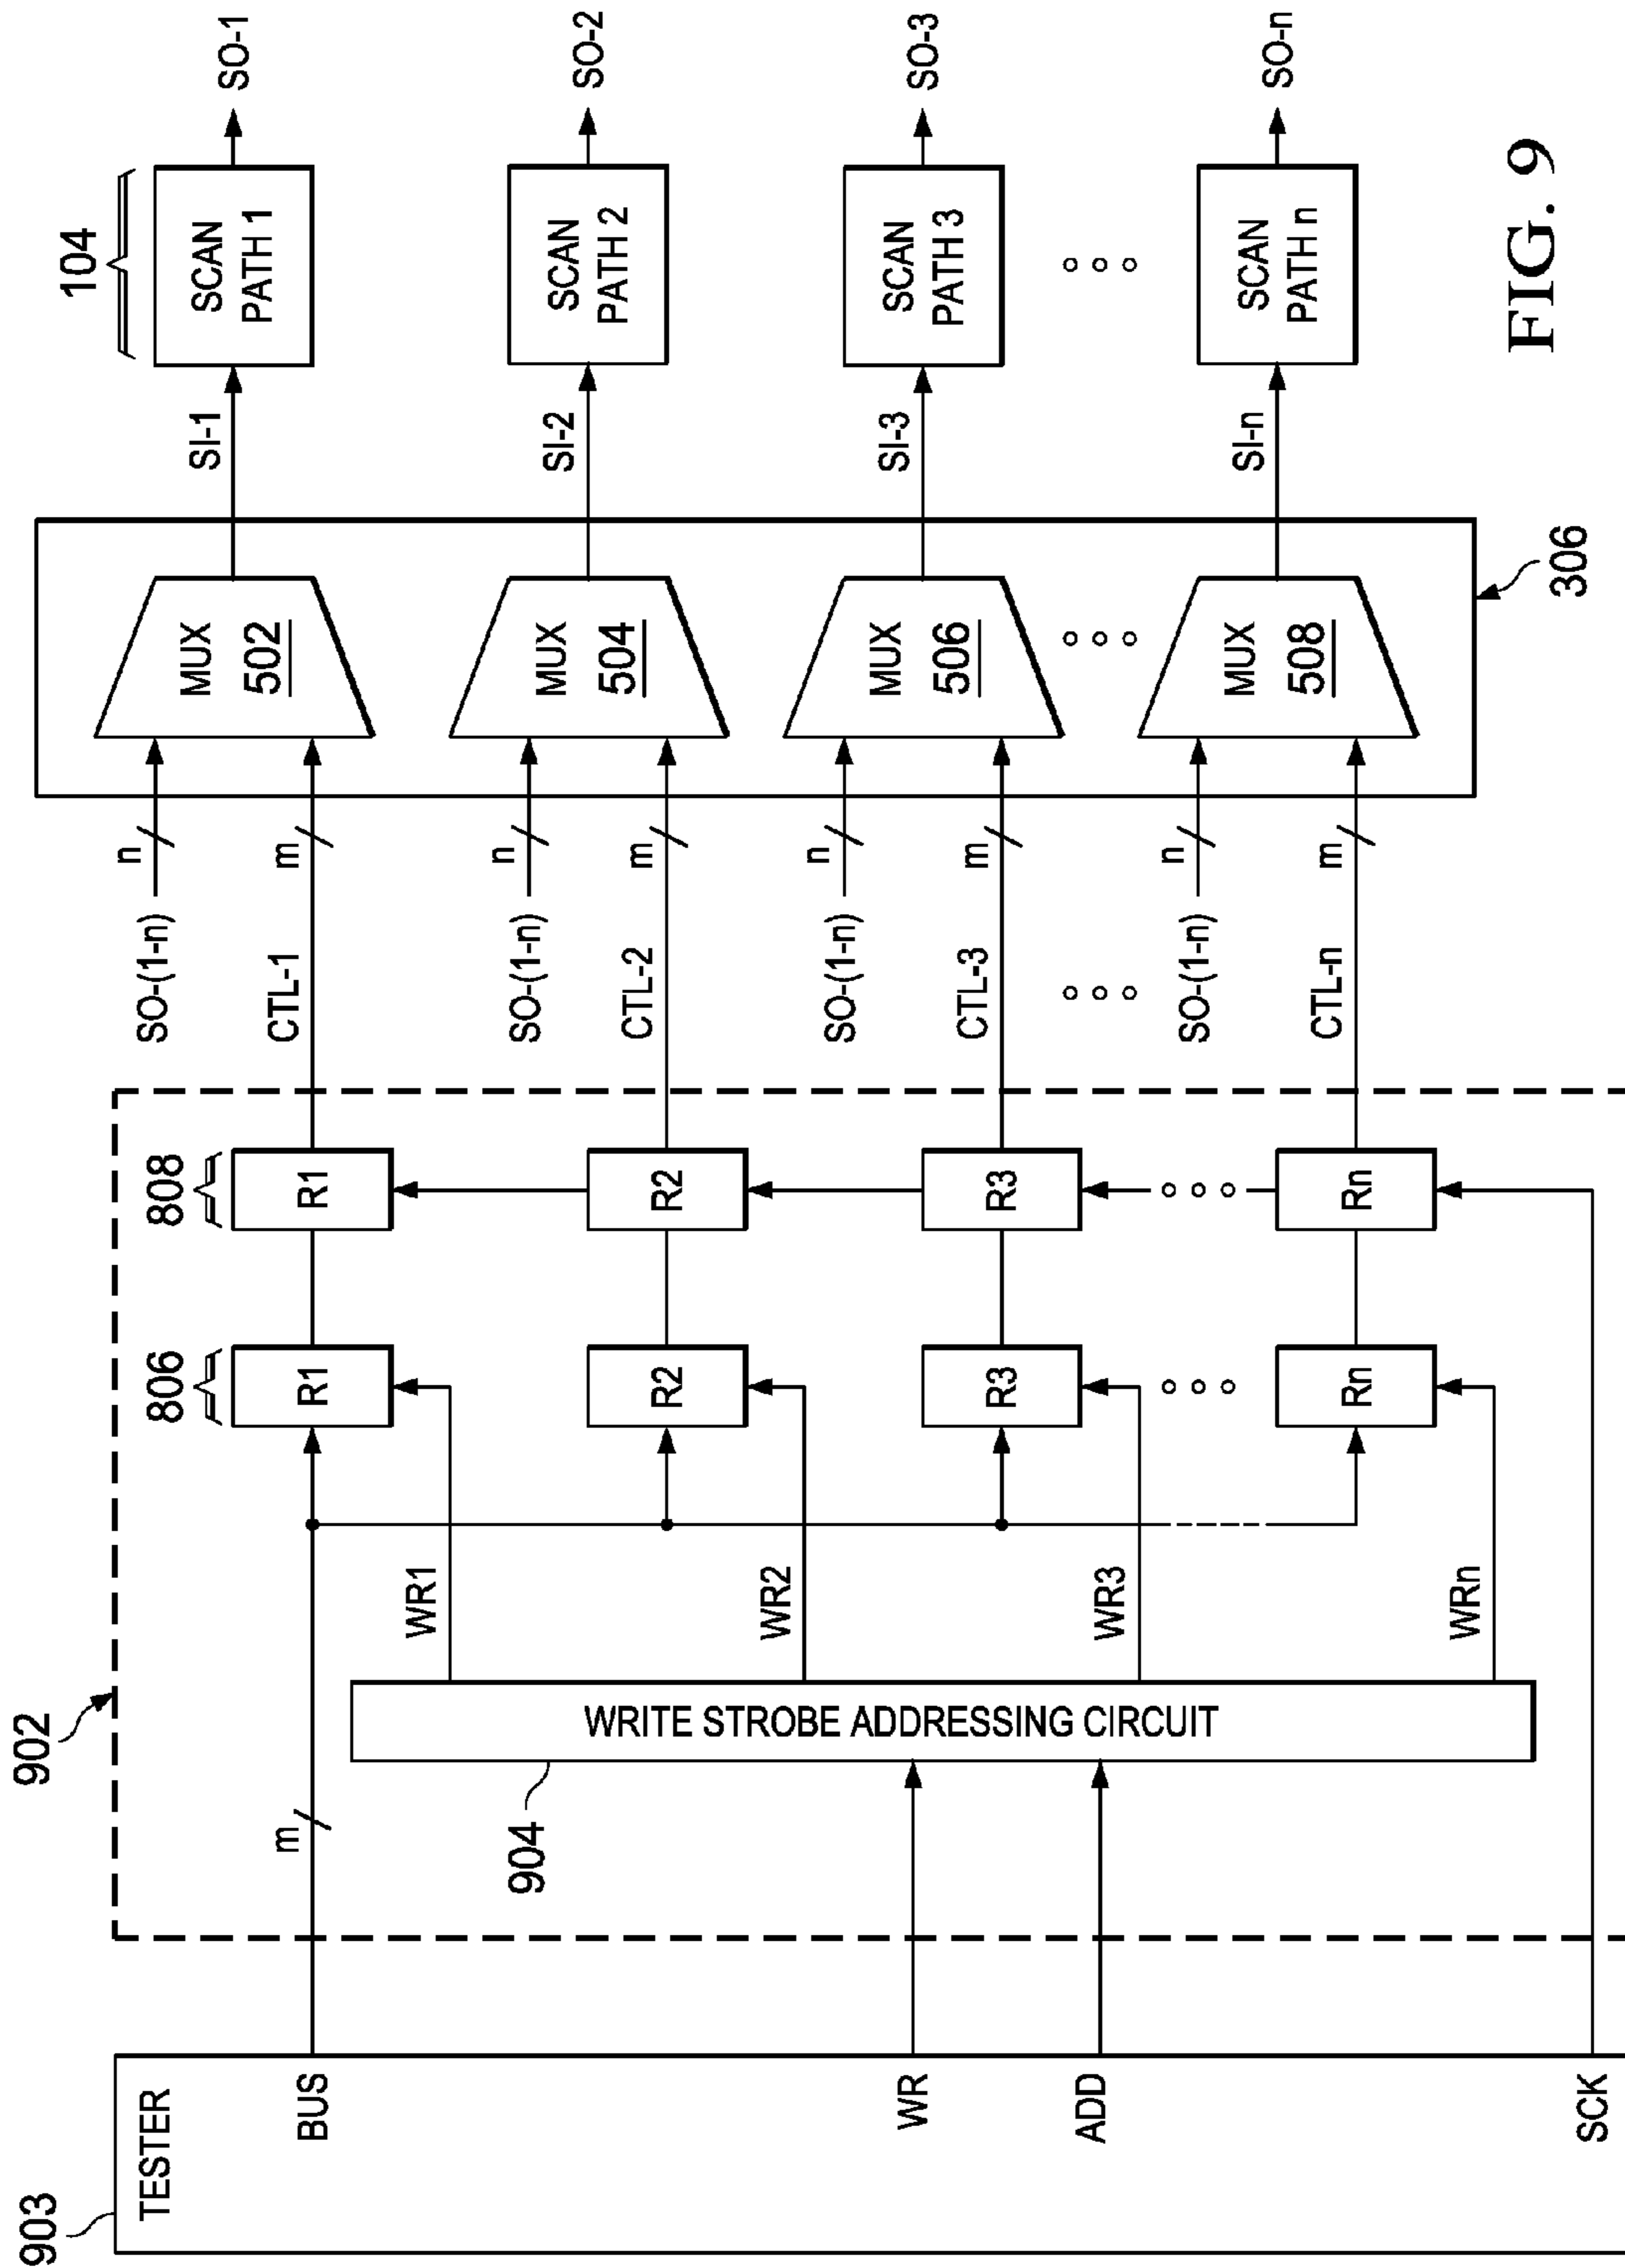 903
TESTER
BUS
WR
ADD
SCK
902
m
904
WRITE STROBE ADDRESSING CIRCUIT
WR1
WR2
WR3
WRn
806
R1
R2
R3
Rn
808
R1
R2
R3
Rn
SO-(1-n)
CTL-1
SO-(1-n)
CTL-2
SO-(1-n)
CTL-3
SO-(1-n)
CTL-n
n
m
n
m
n
m
n
m
MUX
502
MUX
504
MUX
506
MUX
508
306
SI-1
SI-2
SI-3
SI-n
104
SCAN
PATH 1
SCAN
PATH 2
SCAN
PATH 3
SCAN
PATH n
SO-1
SO-2
SO-3
SO-n
FIG. 9